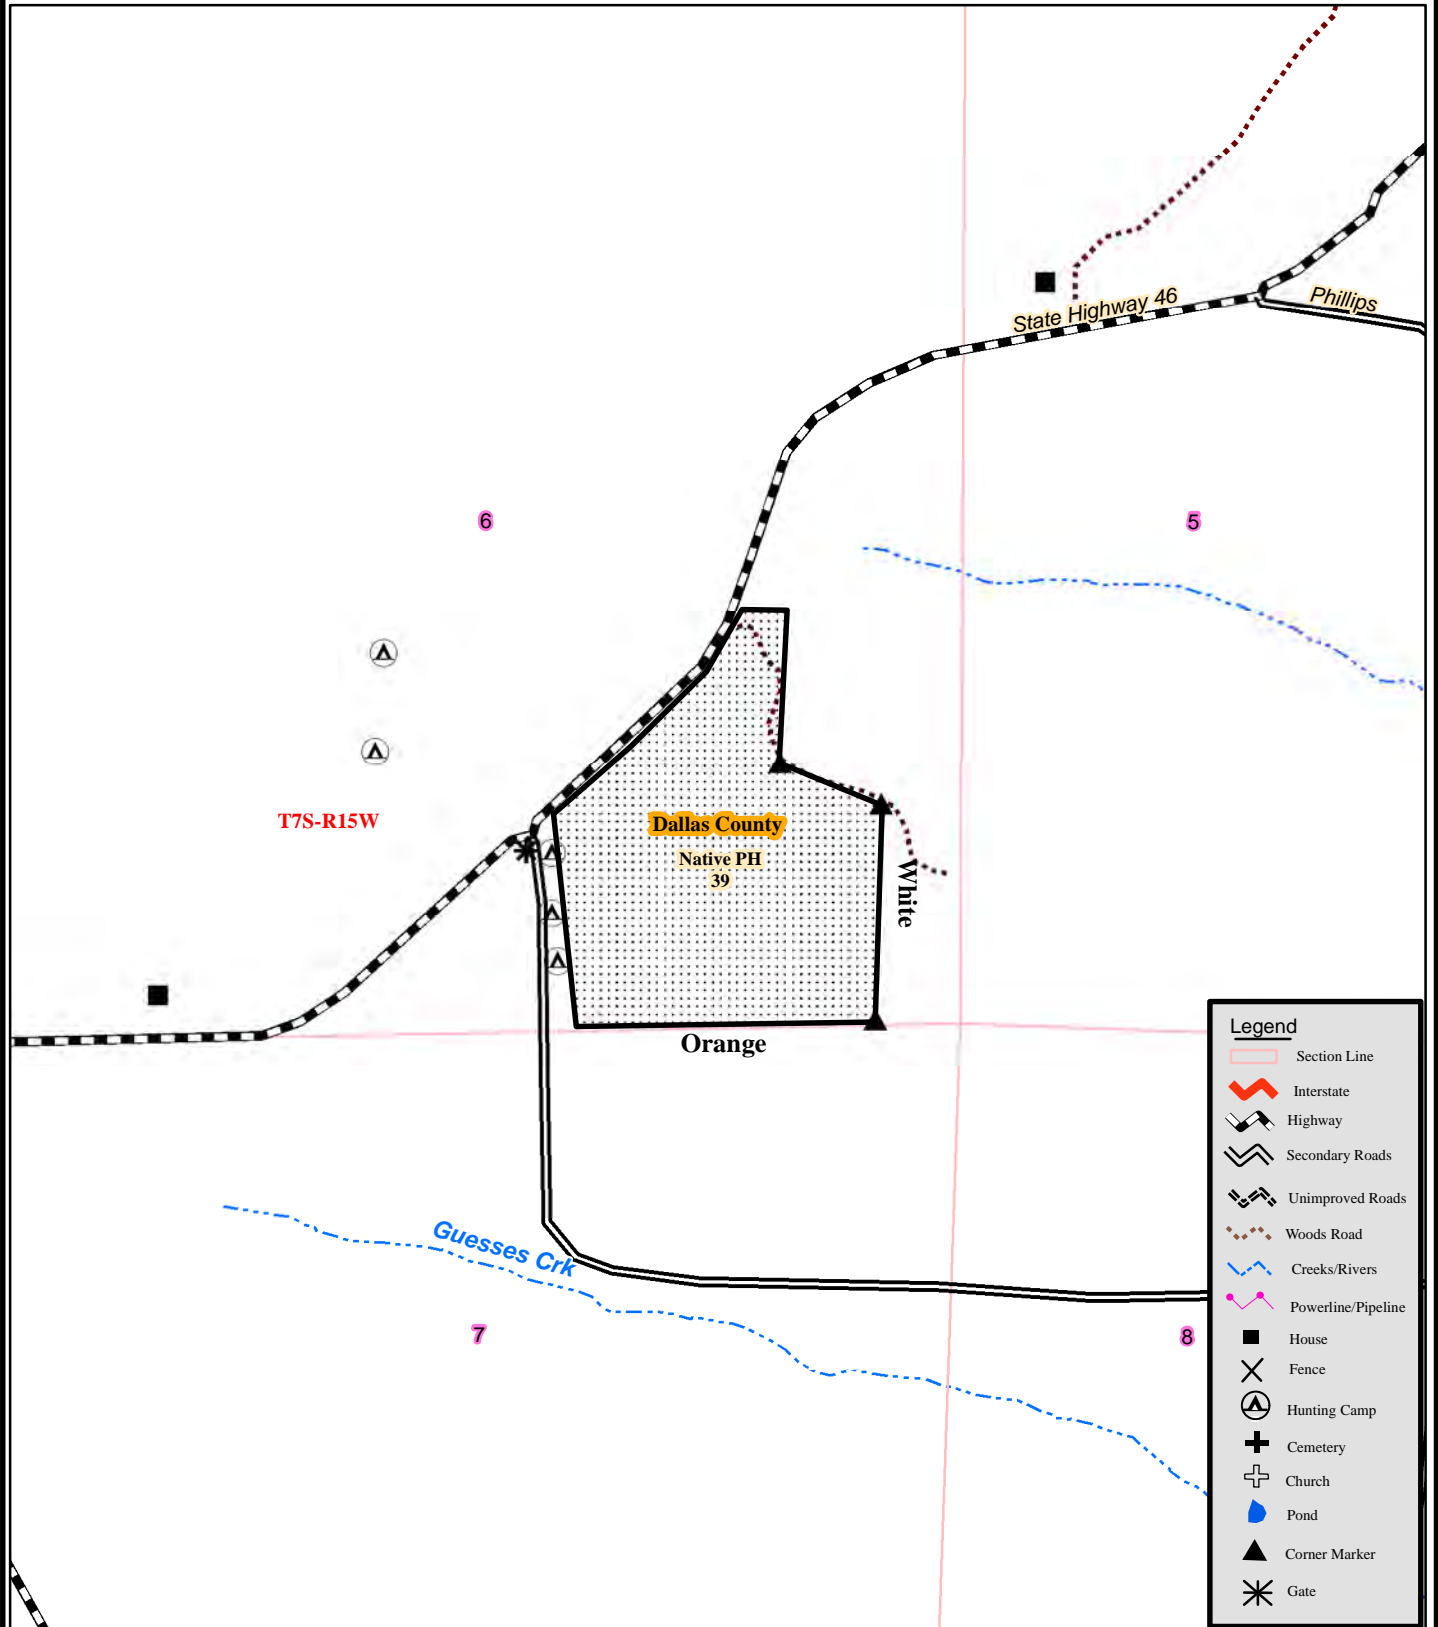 State Highway 46
Phillips
6
5
T7S-R15W
Dallas County
Native PH
39
White
Orange
Guesses Crk
7
8
Legend
Section Line
Interstate
Highway
Secondary Roads
Unimproved Roads
Woods Road
Creeks/Rivers
Powerline/Pipeline
House
Fence
Hunting Camp
Cemetery
Church
Pond
Corner Marker
Gate